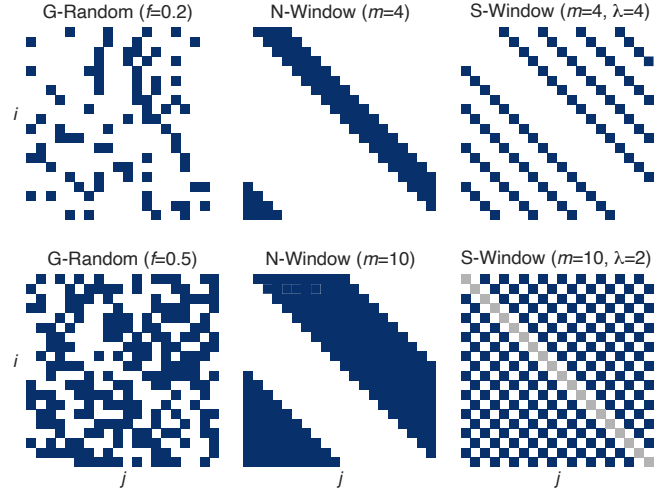 G-Random (f=0.2)
N-Window (m=4)
S-Window (m=4, λ=4)
i
G-Random (f=0.5)
N-Window (m=10)
S-Window (m=10, λ=2)
i
j
j
j